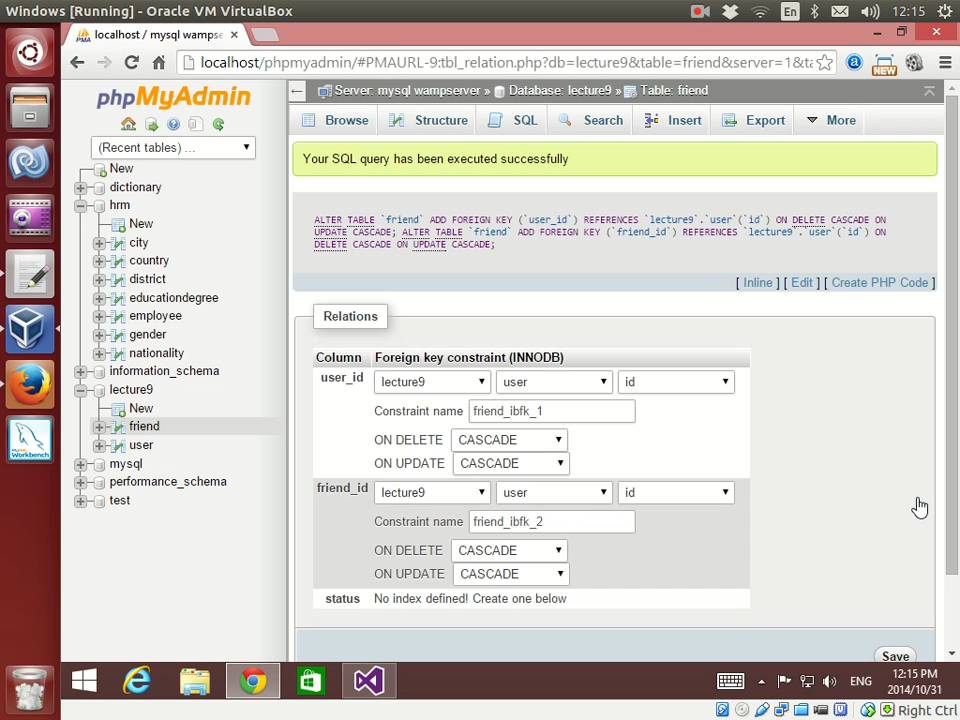 Windows [Running] - Oracle VM VirtualBox
En
12:15
localhost / mysql wampse
localhost/phpmyadmin/#PMAURL-9:tbl_relation.php?db=lecture9&table=friend&server=1&ta
a
NEW
phpMyAdmin
(Recent tables) ...
New
dictionary
hrm
New
city
country
district
educationdegree
employee
gender
nationality
information_schema
lecture9
New
friend
user
mysql
performance_schema
test
Server: mysql wampserver » Database: lecture9 » Table: friend
Browse
Structure
SQL
Search
Insert
Export
More
Your SQL query has been executed successfully
ALTER TABLE `friend` ADD FOREIGN KEY (`user_id`) REFERENCES `lecture9`.`user`(`id`) ON DELETE CASCADE ON
UPDATE CASCADE; ALTER TABLE `friend` ADD FOREIGN KEY (`friend_id`) REFERENCES `lecture9`.`user`(`id`) ON
DELETE CASCADE ON UPDATE CASCADE;
[ Inline ] [ Edit ] [ Create PHP Code ]
Relations
Column Foreign key constraint (INNODB)
user_id lecture9 user id
Constraint name friend_ibfk_1
ON DELETE CASCADE
ON UPDATE CASCADE
friend_id lecture9 user id
Constraint name friend_ibfk_2
ON DELETE CASCADE
ON UPDATE CASCADE
status No index defined! Create one below
Save
MySQL
Workbench
ENG
12:15 PM
2014/10/31
Right Ctrl